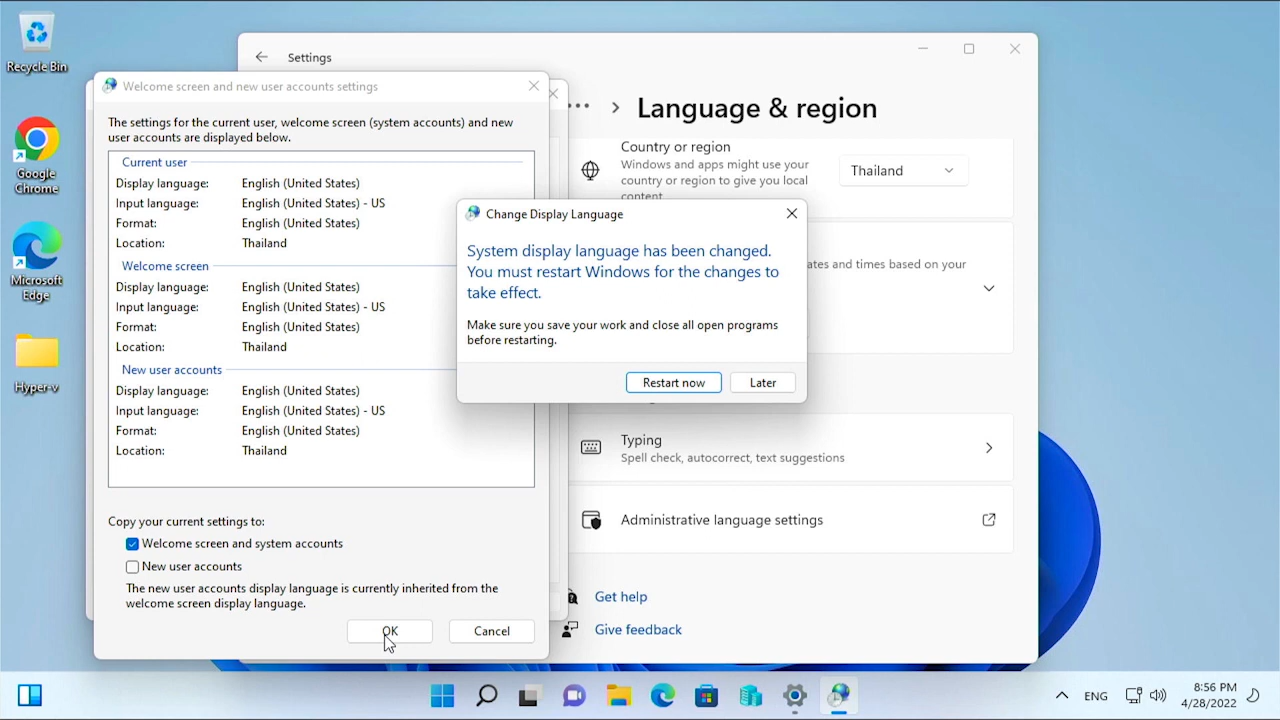 Recycle Bin
Google
Chrome
Microsoft
Edge
Hyper-v
Settings
Language & region
Country or region
Windows and apps might use your
country or region to give you local
content
Thailand
ates and times based on your
Typing
Spell check, autocorrect, text suggestions
Administrative language settings
Get help
Give feedback
Welcome screen and new user accounts settings
The settings for the current user, welcome screen (system accounts) and new
user accounts are displayed below.
Current user
Display language: English (United States)
Input language: English (United States) - US
Format: English (United States)
Location: Thailand
Welcome screen
Display language: English (United States)
Input language: English (United States) - US
Format: English (United States)
Location: Thailand
New user accounts
Display language: English (United States)
Input language: English (United States) - US
Format: English (United States)
Location: Thailand
Copy your current settings to:
Welcome screen and system accounts
New user accounts
The new user accounts display language is currently inherited from the
welcome screen display language.
OK Cancel
Change Display Language
System display language has been changed.
You must restart Windows for the changes to
take effect.
Make sure you save your work and close all open programs
before restarting.
Restart now Later
ENG
8:56 PM
4/28/2022